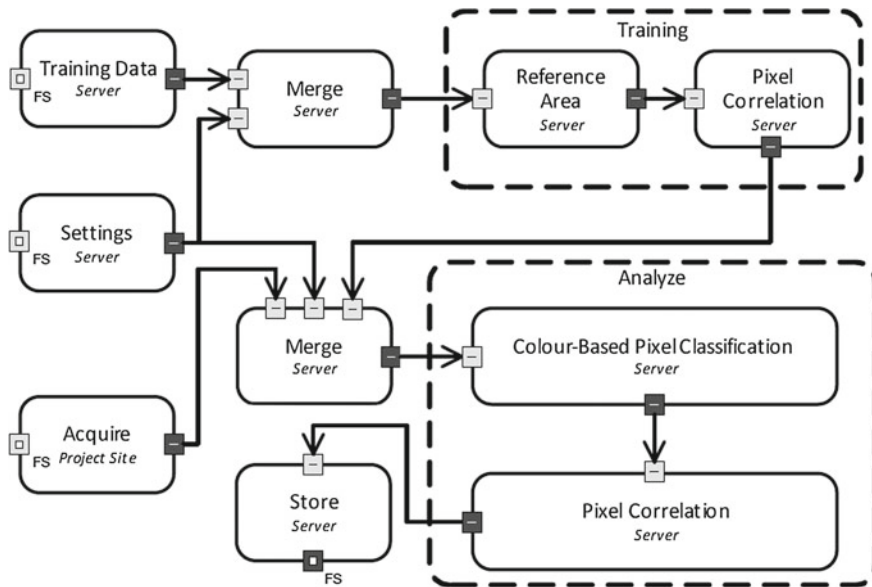 Training
Training Data
Server
FS
Merge
Server
Reference
Area
Server
Pixel
Correlation
Server
Settings
Server
FS
Analyze
Merge
Server
Colour-Based Pixel Classification
Server
Acquire
Project Site
FS
Store
Server
FS
Pixel Correlation
Server